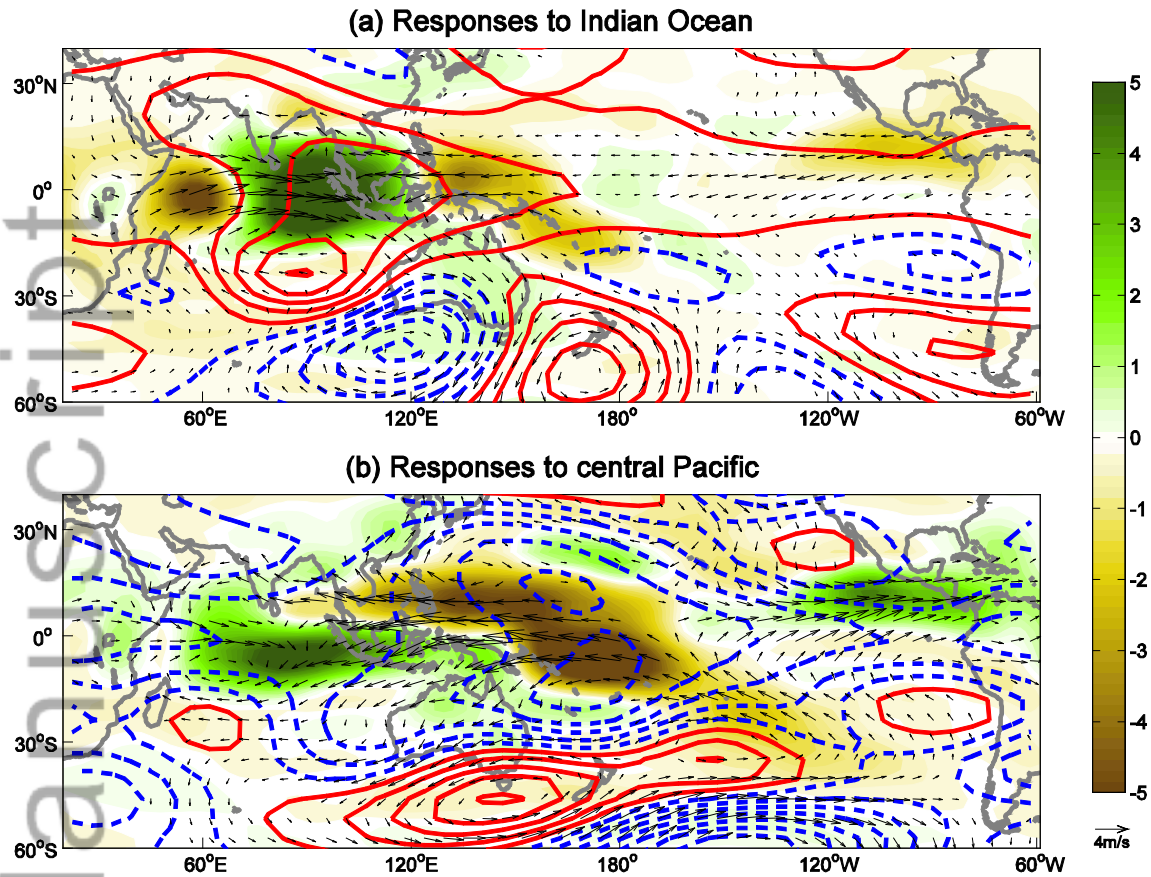 (a) Responses to Indian Ocean
30°N
0°
30°S
60°S
60°E
120°E
180°
120°W
60°W
(b) Responses to central Pacific
30°N
0°
30°S
60°S
60°E
120°E
180°
120°W
60°W
5
4
3
2
1
0
-1
-2
-3
-4
-5
4m/s
anuscript